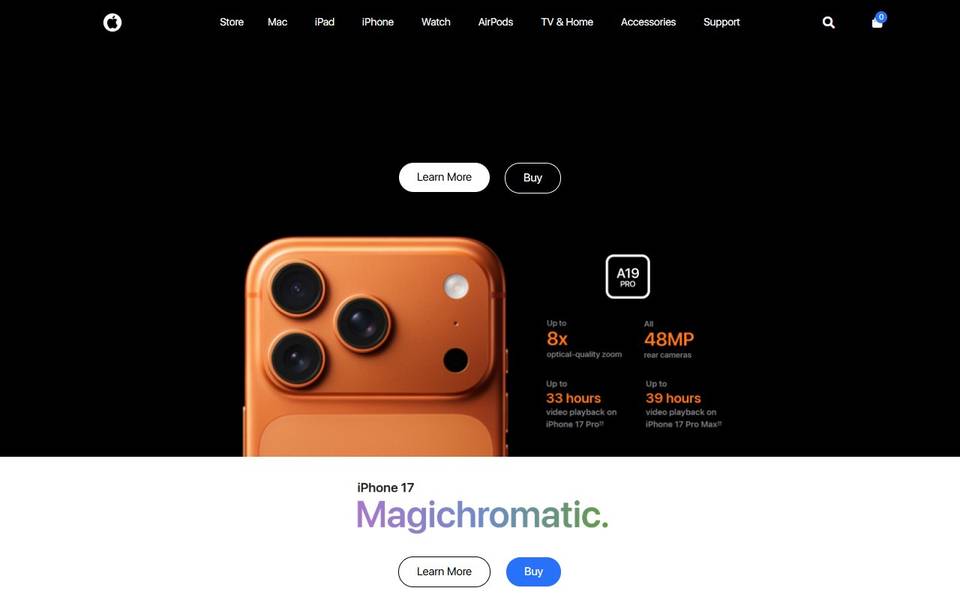 Store Mac iPad iPhone Watch AirPods TV & Home Accessories Support 0
Learn More Buy
A19
PRO
Up to
8x
optical-quality zoom
All
48MP
rear cameras
Up to
33 hours
video playback on
iPhone 17 Pro††
Up to
39 hours
video playback on
iPhone 17 Pro Max††
iPhone 17
Magichromatic.
Learn More Buy